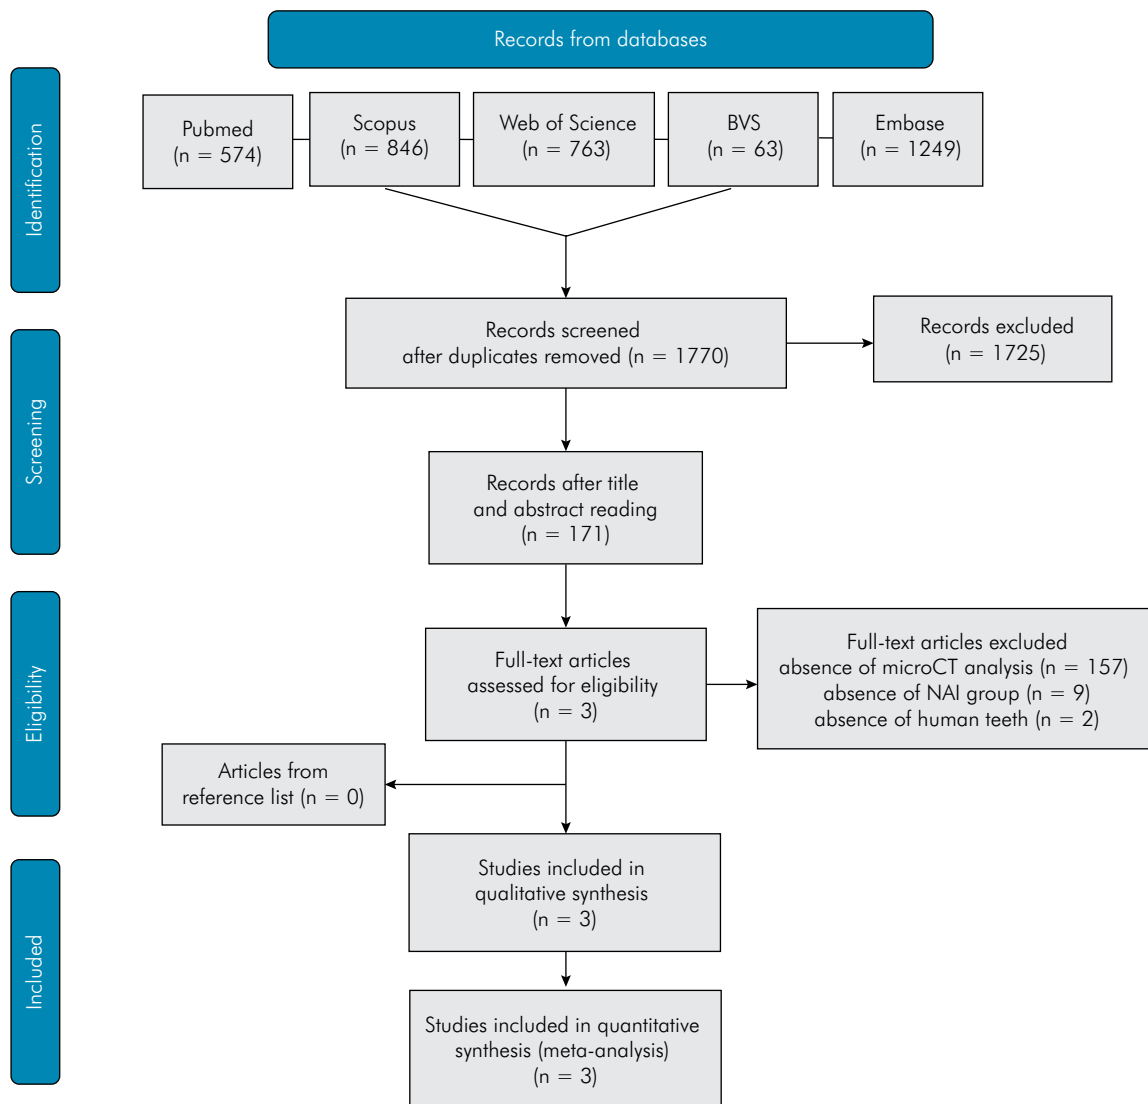 Records from databases
Identification
Pubmed
(n = 574)
Scopus
(n = 846)
Web of Science
(n = 763)
BVS
(n = 63)
Embase
(n = 1249)
Screening
Records screened
after duplicates removed (n = 1770)
Records excluded
(n = 1725)
Records after title
and abstract reading
(n = 171)
Eligibility
Full-text articles
assessed for eligibility
(n = 3)
Full-text articles excluded
absence of microCT analysis (n = 157)
absence of NAI group (n = 9)
absence of human teeth (n = 2)
Articles from
reference list (n = 0)
Included
Studies included in
qualitative synthesis
(n = 3)
Studies included in quantitative
synthesis (meta-analysis)
(n = 3)